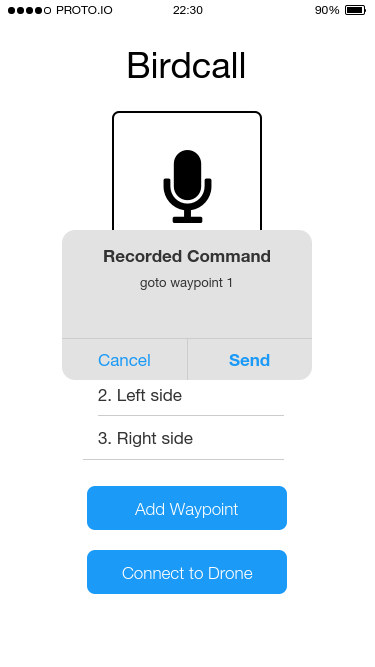 PROTO.IO 22:30 90%
Birdcall
Recorded Command
goto waypoint 1
Cancel Send
2. Left side
3. Right side
Add Waypoint
Connect to Drone